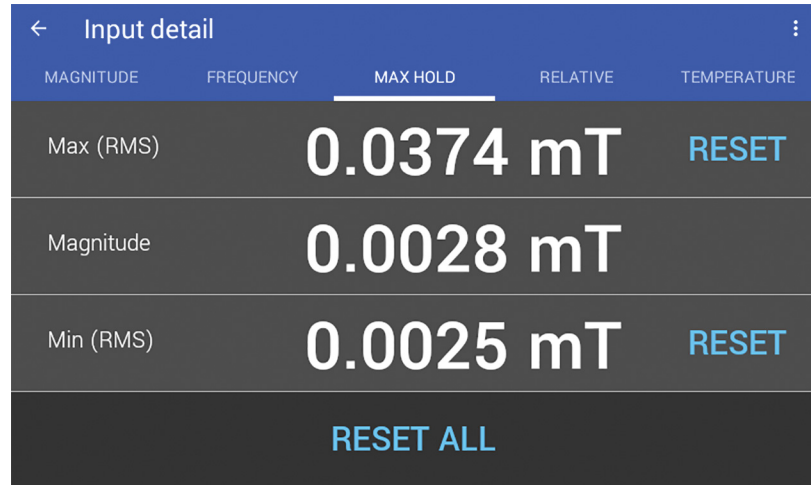 Input detail
MAGNITUDE FREQUENCY MAX HOLD RELATIVE TEMPERATURE
Max (RMS) 0.0374 mT RESET
Magnitude 0.0028 mT
Min (RMS) 0.0025 mT RESET
RESET ALL